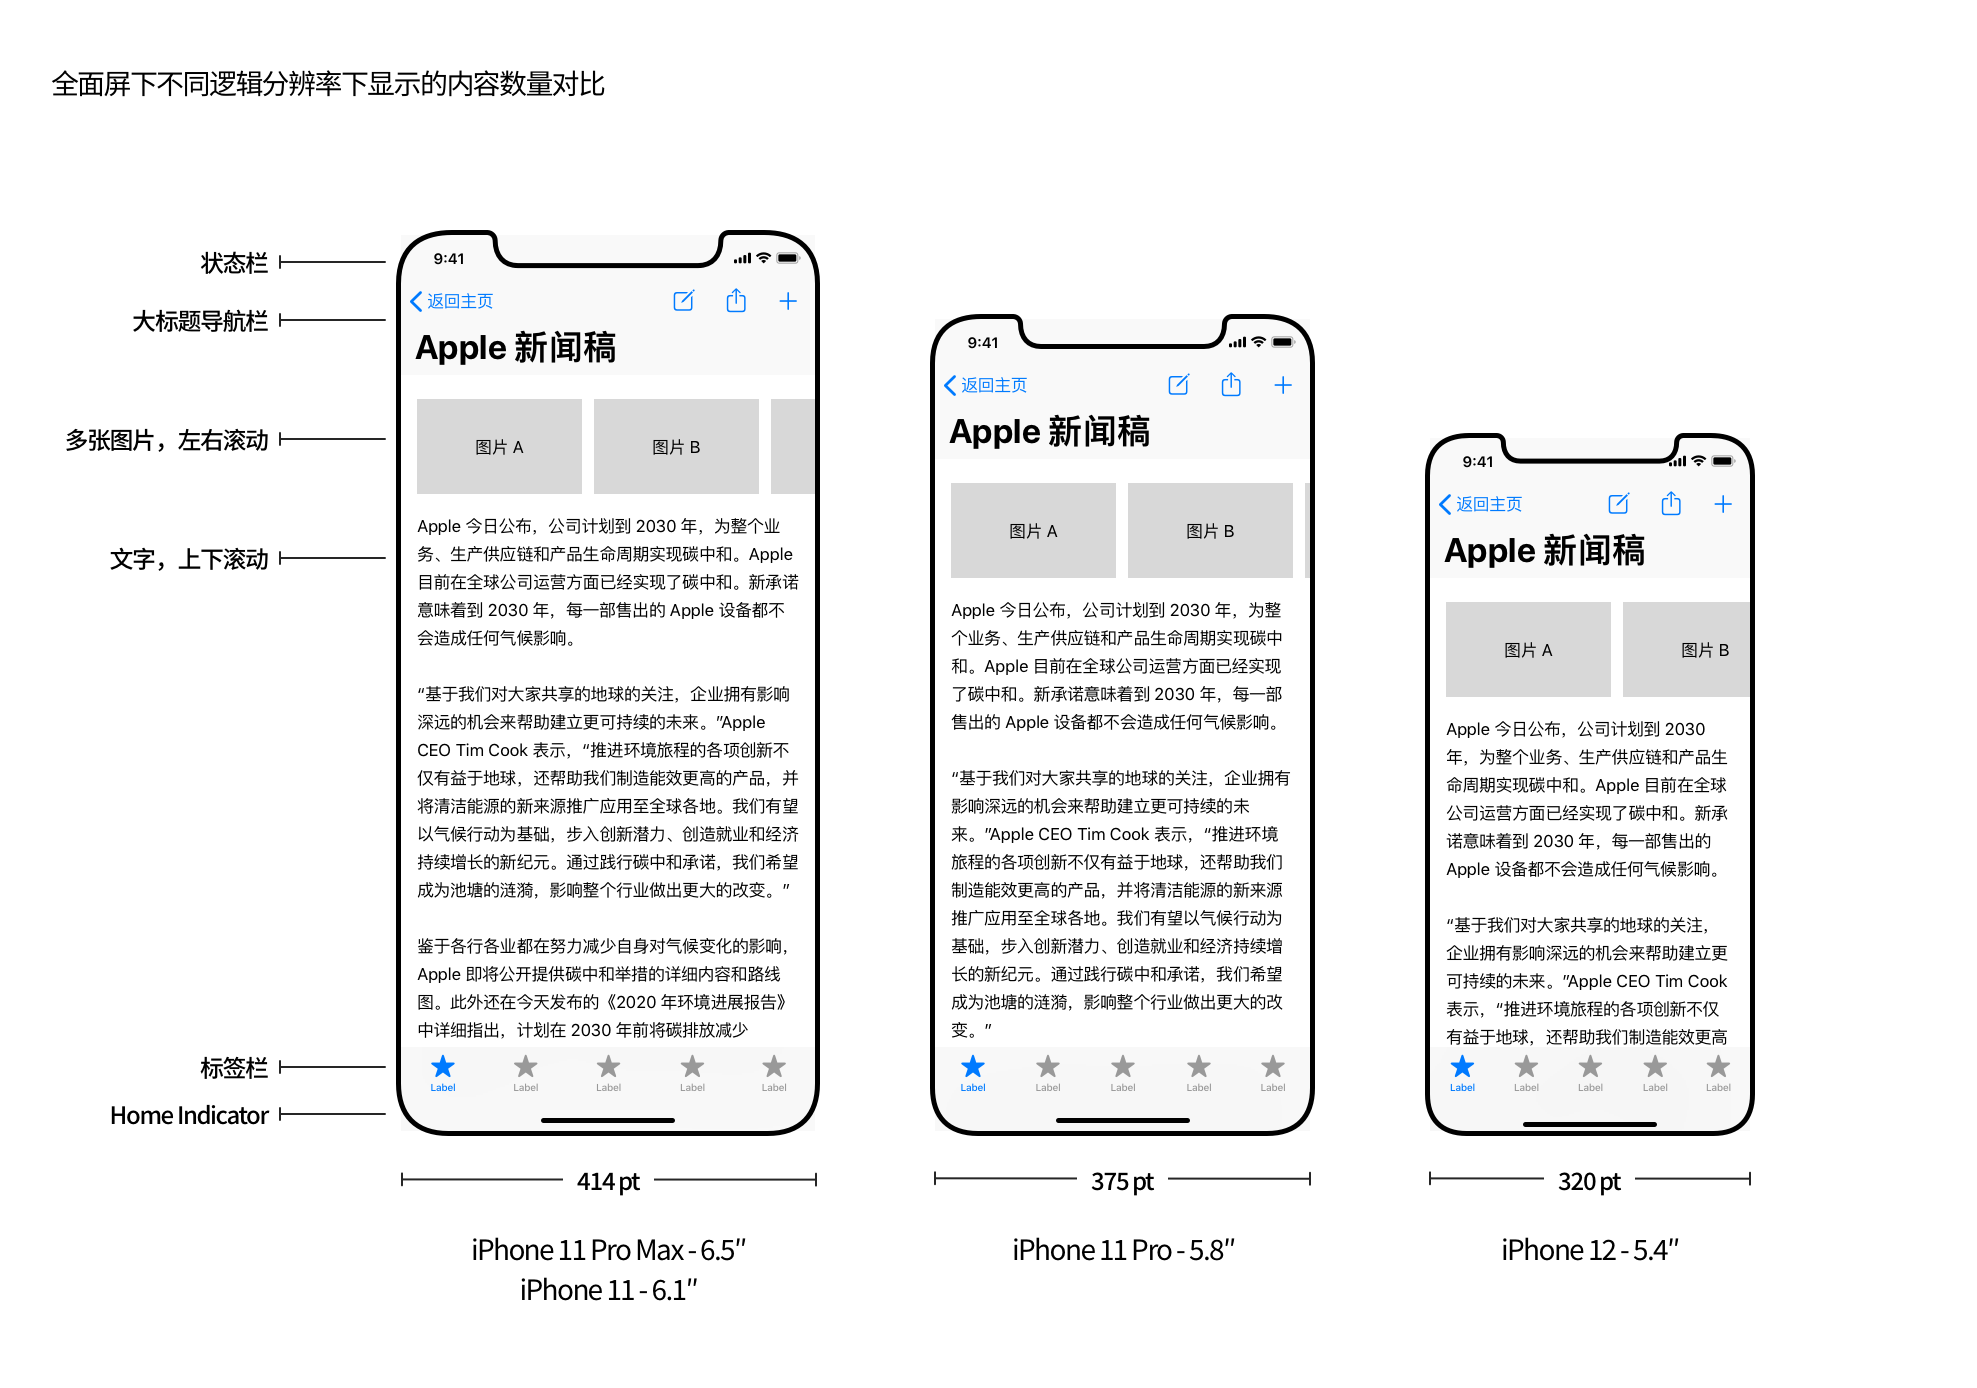 全面屏下不同逻辑分辨率下显示的内容数量对比
状态栏
大标题导航栏
多张图片，左右滚动
文字，上下滚动
标签栏
Home Indicator
9:41
返回主页
Apple 新闻稿
图片 A
图片 B
Apple 今日公布，公司计划到 2030 年，为整个业
务、生产供应链和产品生命周期实现碳中和。Apple
目前在全球公司运营方面已经实现了碳中和。新承诺
意味着到 2030 年，每一部售出的 Apple 设备都不
会造成任何气候影响。
“基于我们对大家共享的地球的关注，企业拥有影响
深远的机会来帮助建立更可持续的未来。”Apple
CEO Tim Cook 表示，“推进环境旅程的各项创新不
仅有益于地球，还帮助我们制造能效更高的产品，并
将清洁能源的新来源推广应用至全球各地。我们有望
以气候行动为基础，步入创新潜力、创造就业和经济
持续增长的新纪元。通过践行碳中和承诺，我们希望
成为池塘的涟漪，影响整个行业做出更大的改变。”
鉴于各行各业都在努力减少自身对气候变化的影响，
Apple 即将公开提供碳中和举措的详细内容和路线
图。此外还在今天发布的《2020 年环境进展报告》
中详细指出，计划在 2030 年前将碳排放减少
Label
Label
Label
Label
Label
414 pt
iPhone 11 Pro Max - 6.5″
iPhone 11 - 6.1″
9:41
返回主页
Apple 新闻稿
图片 A
图片 B
Apple 今日公布，公司计划到 2030 年，为整
个业务、生产供应链和产品生命周期实现碳中
和。Apple 目前在全球公司运营方面已经实现
了碳中和。新承诺意味着到 2030 年，每一部
售出的 Apple 设备都不会造成任何气候影响。
“基于我们对大家共享的地球的关注，企业拥有
影响深远的机会来帮助建立更可持续的未
来。”Apple CEO Tim Cook 表示，“推进环境
旅程的各项创新不仅有益于地球，还帮助我们
制造能效更高的产品，并将清洁能源的新来源
推广应用至全球各地。我们有望以气候行动为
基础，步入创新潜力、创造就业和经济持续增
长的新纪元。通过践行碳中和承诺，我们希望
成为池塘的涟漪，影响整个行业做出更大的改
变。”
Label
Label
Label
Label
Label
375 pt
iPhone 11 Pro - 5.8″
9:41
返回主页
Apple 新闻稿
图片 A
图片 B
Apple 今日公布，公司计划到 2030
年，为整个业务、生产供应链和产品生
命周期实现碳中和。Apple 目前在全球
公司运营方面已经实现了碳中和。新承
诺意味着到 2030 年，每一部售出的
Apple 设备都不会造成任何气候影响。
“基于我们对大家共享的地球的关注，
企业拥有影响深远的机会来帮助建立更
可持续的未来。”Apple CEO Tim Cook
表示，“推进环境旅程的各项创新不仅
有益于地球，还帮助我们制造能效更高
Label
Label
Label
Label
Label
320 pt
iPhone 12 - 5.4″